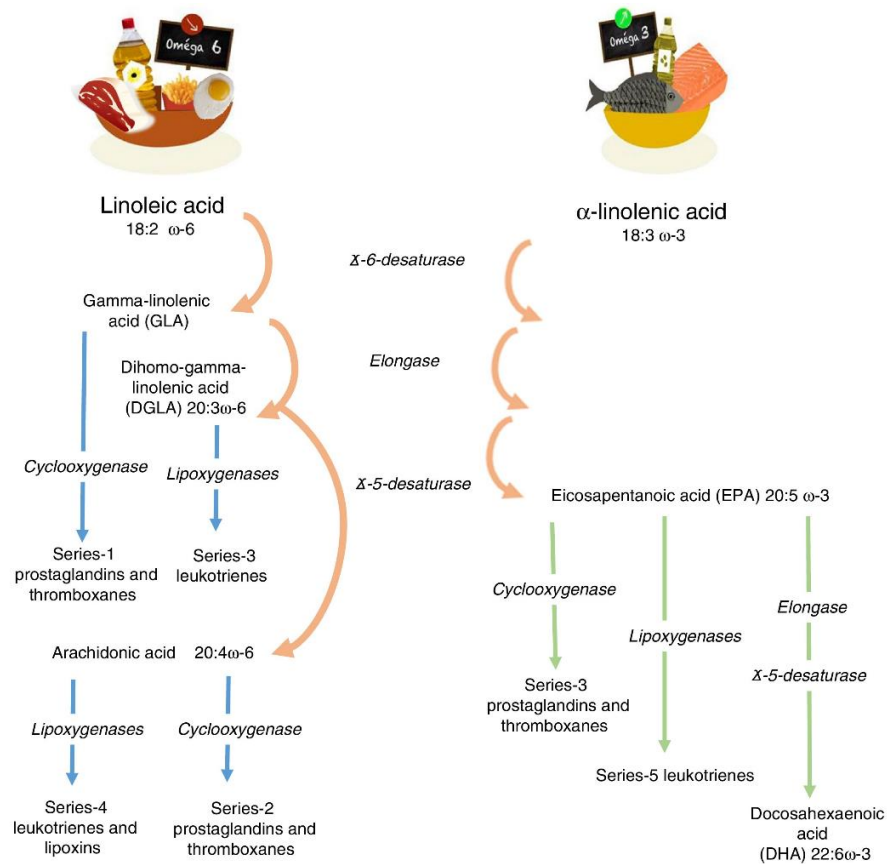 Oméga 6
Oméga 3
Linoleic acid
18:2 ω-6
α-linolenic acid
18:3 ω-3
ⴟ-6-desaturase
Gamma-linolenic
acid (GLA)
Elongase
Dihomo-gamma-
linolenic acid
(DGLA) 20:3ω-6
Cyclooxygenase
Lipoxygenases
ⴟ-5-desaturase
Eicosapentanoic acid (EPA) 20:5 ω-3
Series-1
prostaglandins and
thromboxanes
Series-3
leukotrienes
Cyclooxygenase
Lipoxygenases
Elongase
ⴟ-5-desaturase
Arachidonic acid 20:4ω-6
Lipoxygenases
Cyclooxygenase
Series-3
prostaglandins and
thromboxanes
Series-5 leukotrienes
Series-4
leukotrienes and
lipoxins
Series-2
prostaglandins and
thromboxanes
Docosahexaenoic
acid
(DHA) 22:6ω-3